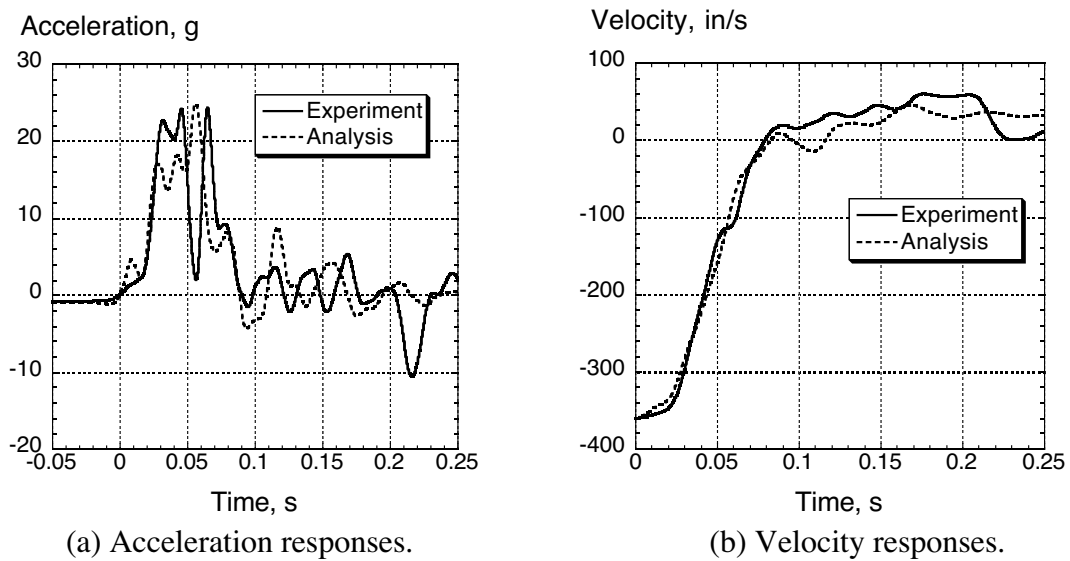 Acceleration, g
30
20
10
0
-10
-20
-0.05 0 0.05 0.1 0.15 0.2 0.25
Experiment
Analysis
Time, s
(a) Acceleration responses.
Velocity, in/s
100
0
-100
-200
-300
-400
0 0.05 0.1 0.15 0.2 0.25
Experiment
Analysis
Time, s
(b) Velocity responses.